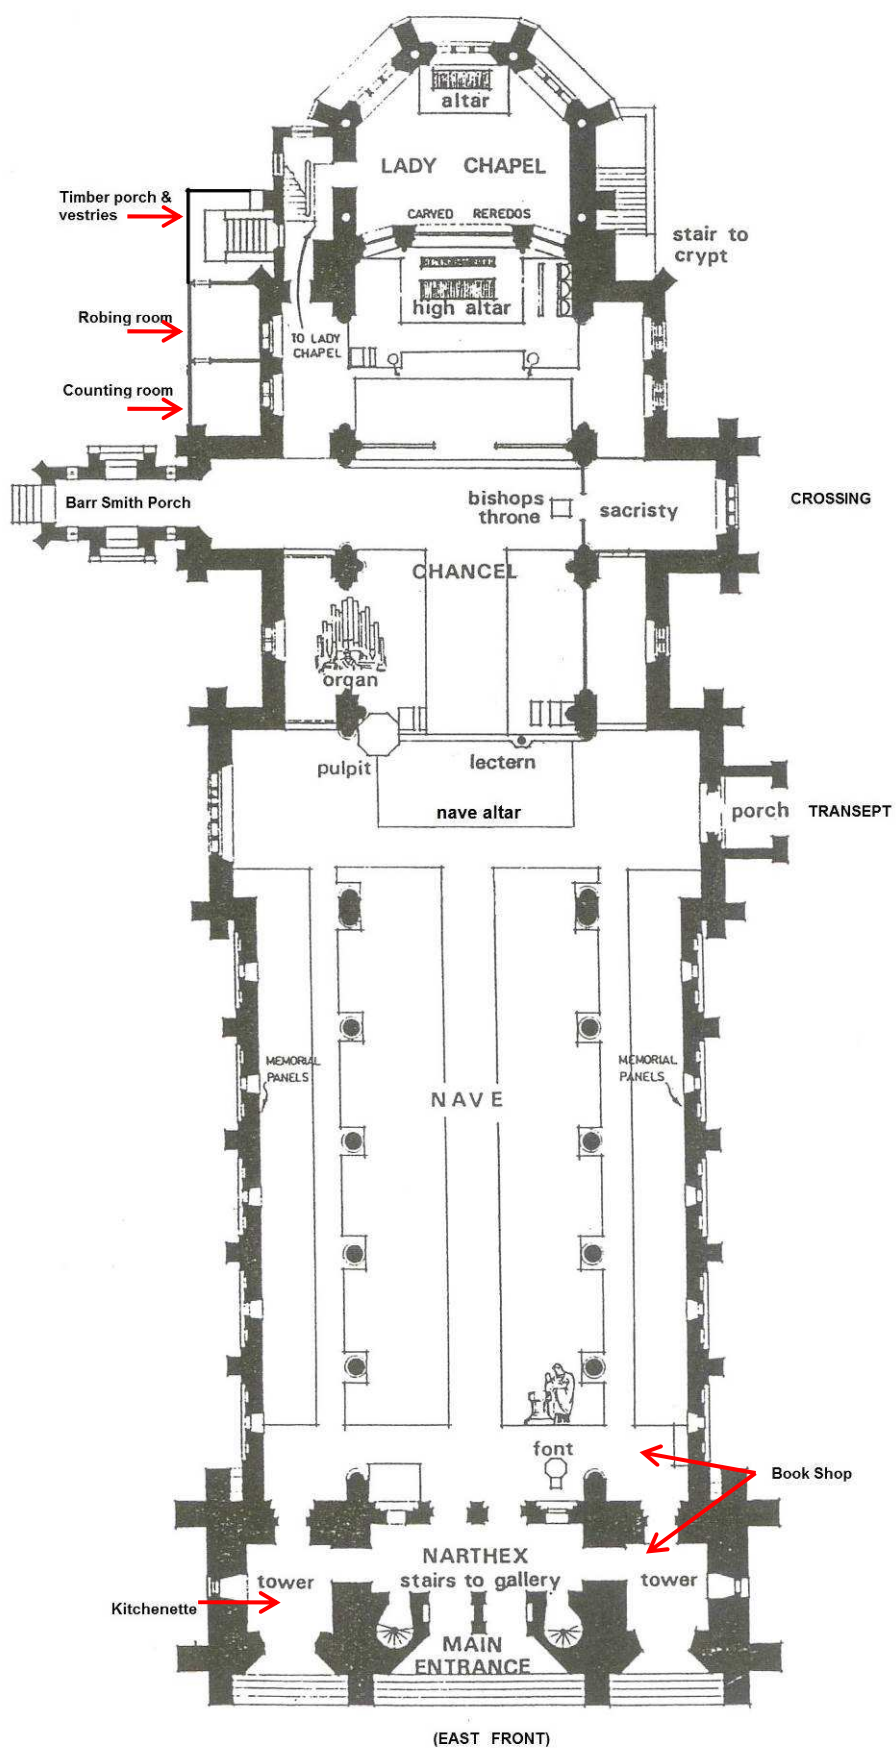 altar
LADY CHAPEL
Timber porch &
vestries
CARVED REREDOS
stair to
crypt
high altar
Robing room
TO LADY
CHAPEL
Counting room
Barr Smith Porch
bishops
throne
sacristy
CROSSING
CHANCEL
organ
pulpit
lectern
nave altar
porch
TRANSEPT
MEMORIAL
PANELS
MEMORIAL
PANELS
NAVE
font
Book Shop
NARTHEX
tower
stairs to gallery
tower
Kitchenette
MAIN
ENTRANCE
(EAST FRONT)